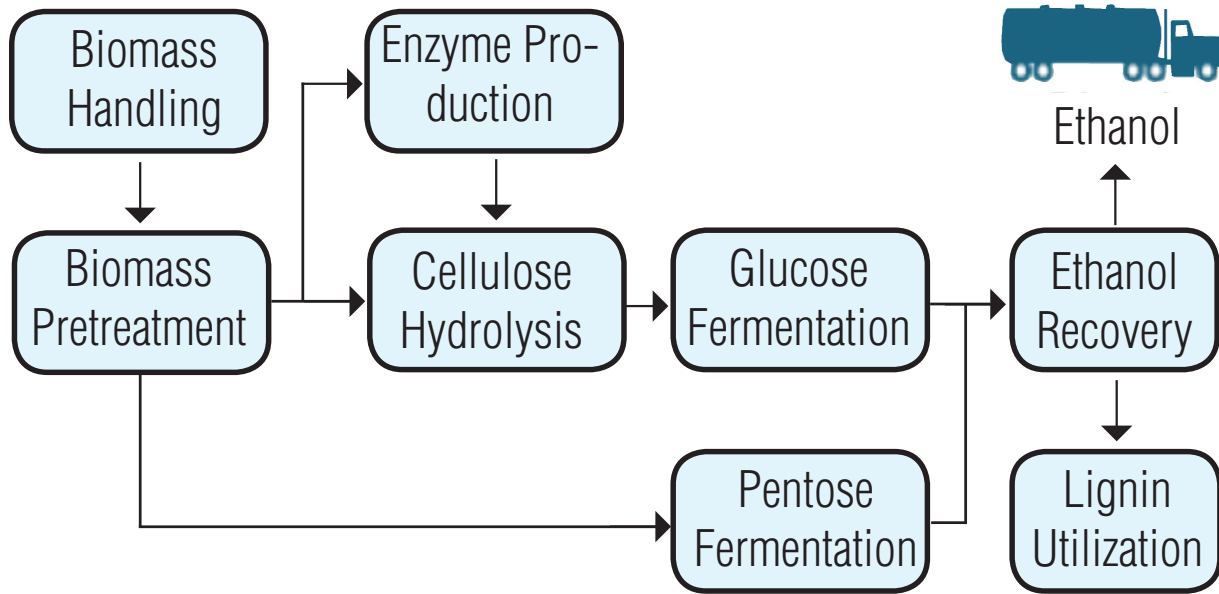 Biomass
Handling
Enzyme Pro-
duction
Ethanol
Biomass
Pretreatment
Cellulose
Hydrolysis
Glucose
Fermentation
Ethanol
Recovery
Pentose
Fermentation
Lignin
Utilization